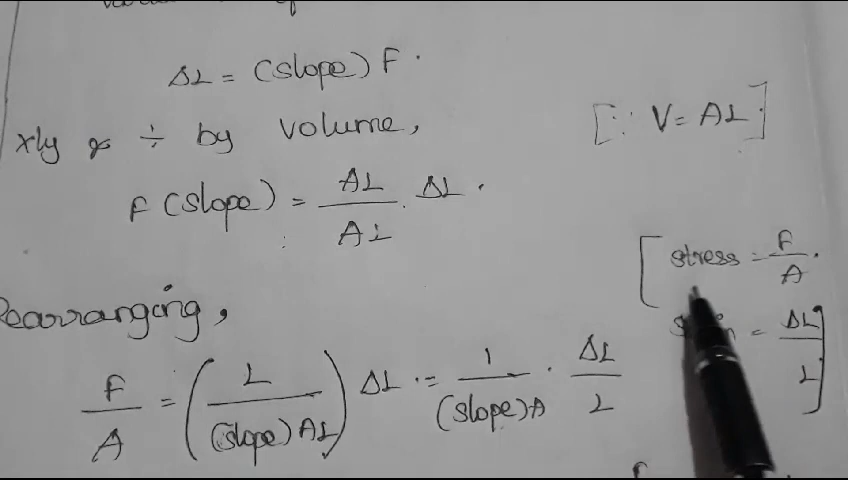 ΔL = (slope) F.
xly & ÷ by volume,
[∵ V = AL]
F (slope) = AL/AL . ΔL.
[stress = F/A.
= ΔL/L]
Rearranging,
F/A = (L/(slope)AL) ΔL . = 1/(slope)A . ΔL/L